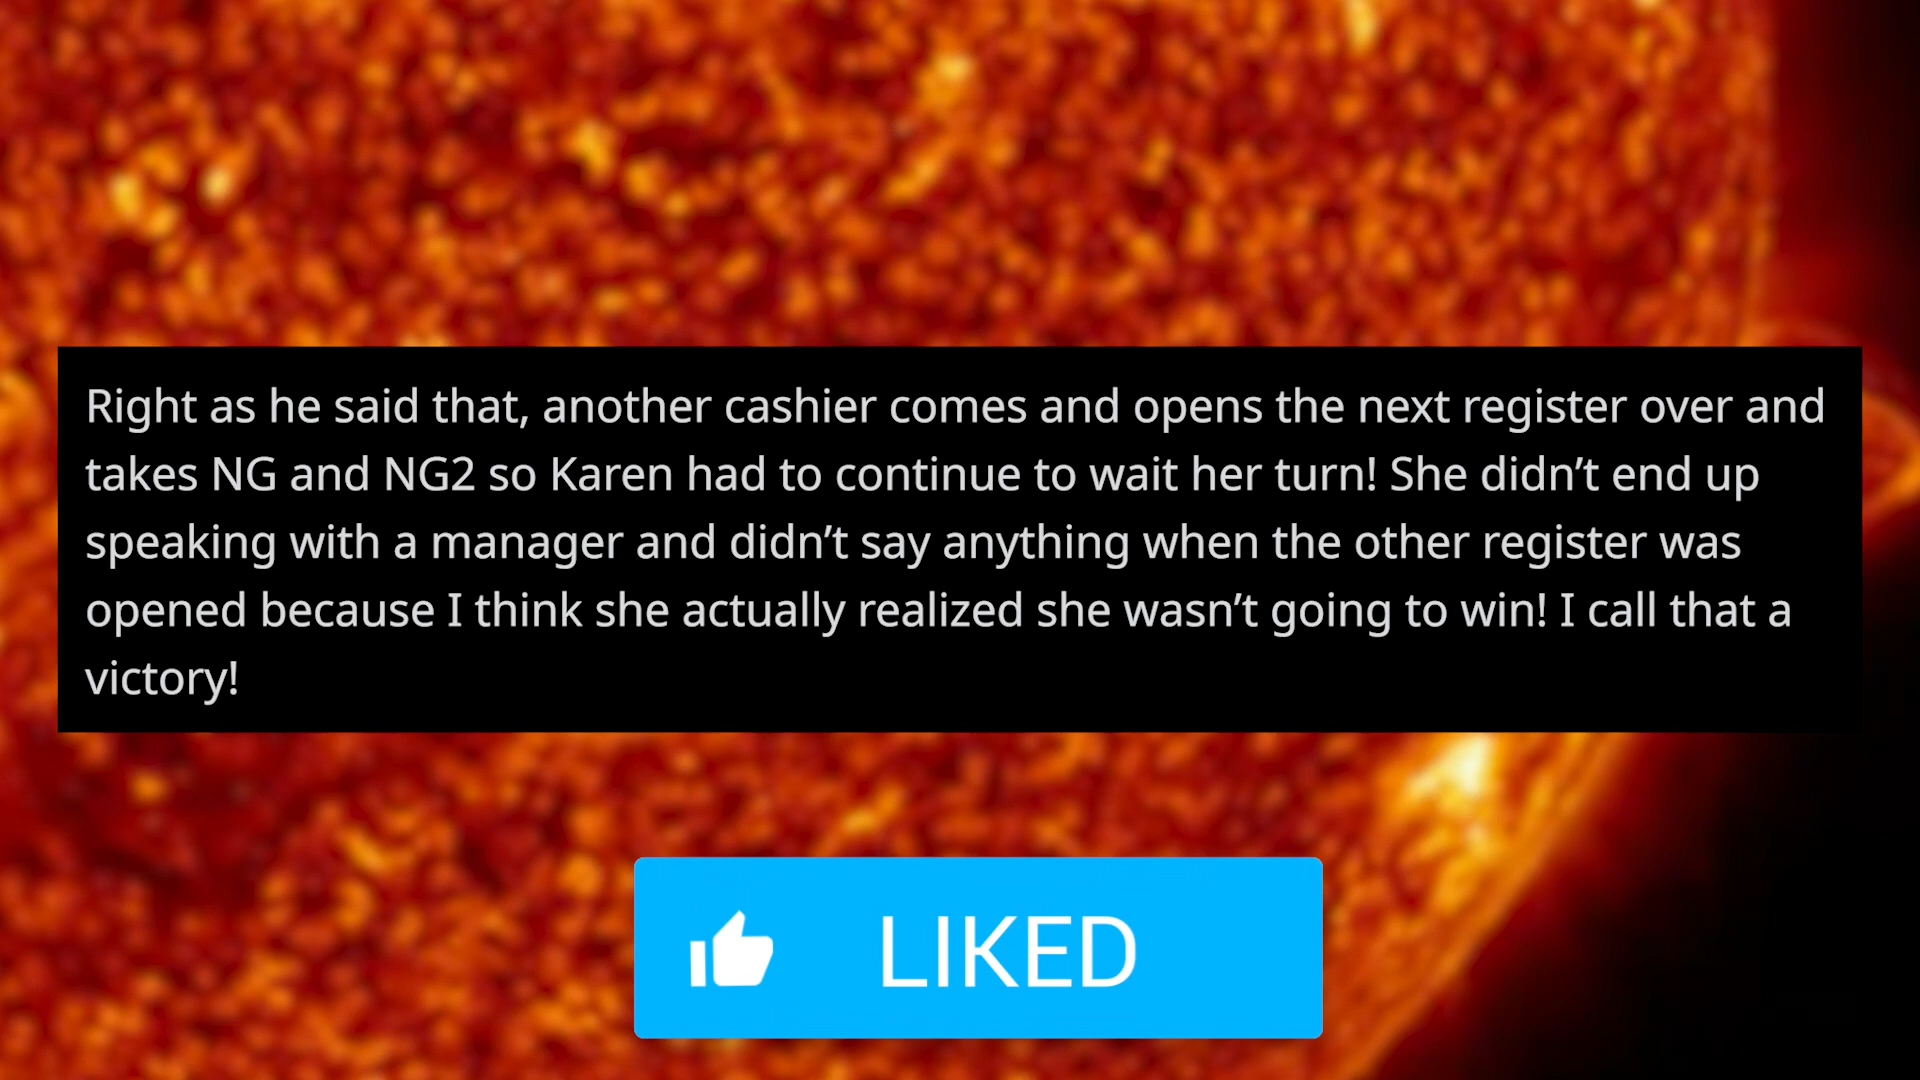 Right as he said that, another cashier comes and opens the next register over and
takes NG and NG2 so Karen had to continue to wait her turn! She didn’t end up
speaking with a manager and didn’t say anything when the other register was
opened because I think she actually realized she wasn’t going to win! I call that a
victory!
LIKED